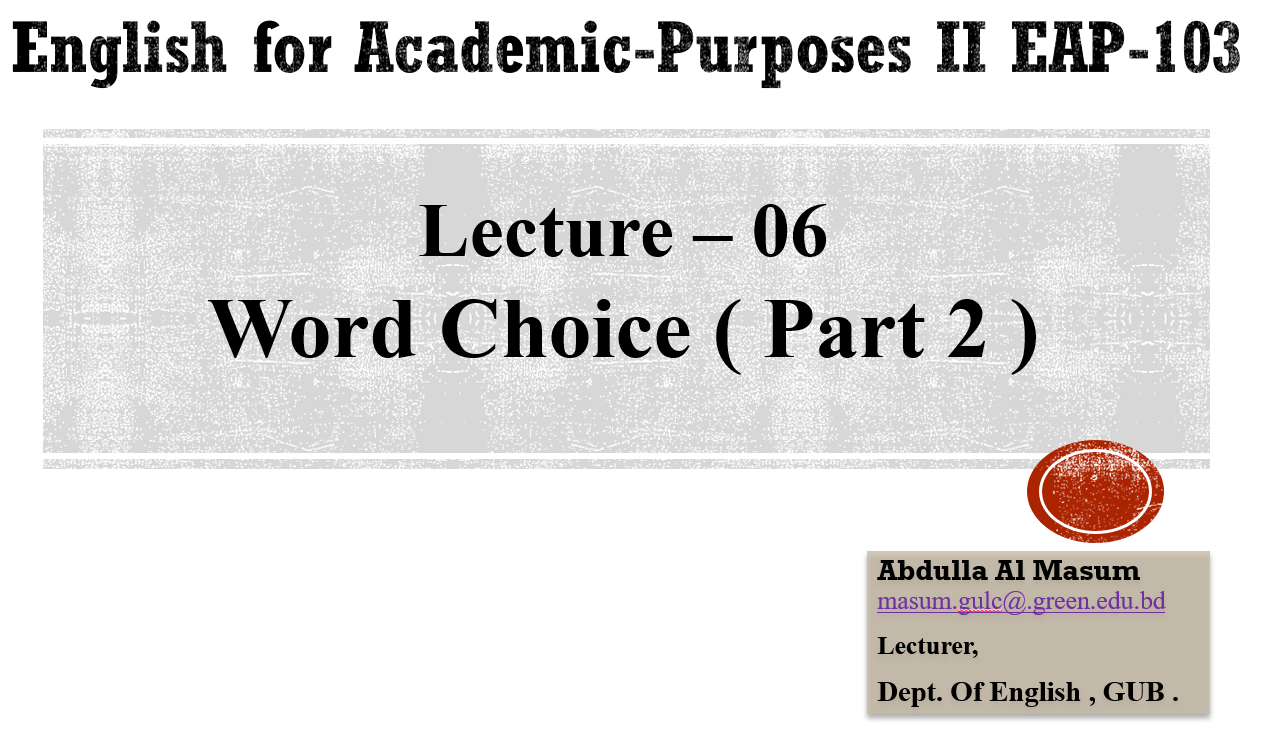 English for Academic-Purposes II EAP-103
Lecture – 06
Word Choice ( Part 2 )
Abdulla Al Masum
masum.gulc@.green.edu.bd
Lecturer,
Dept. Of English , GUB .